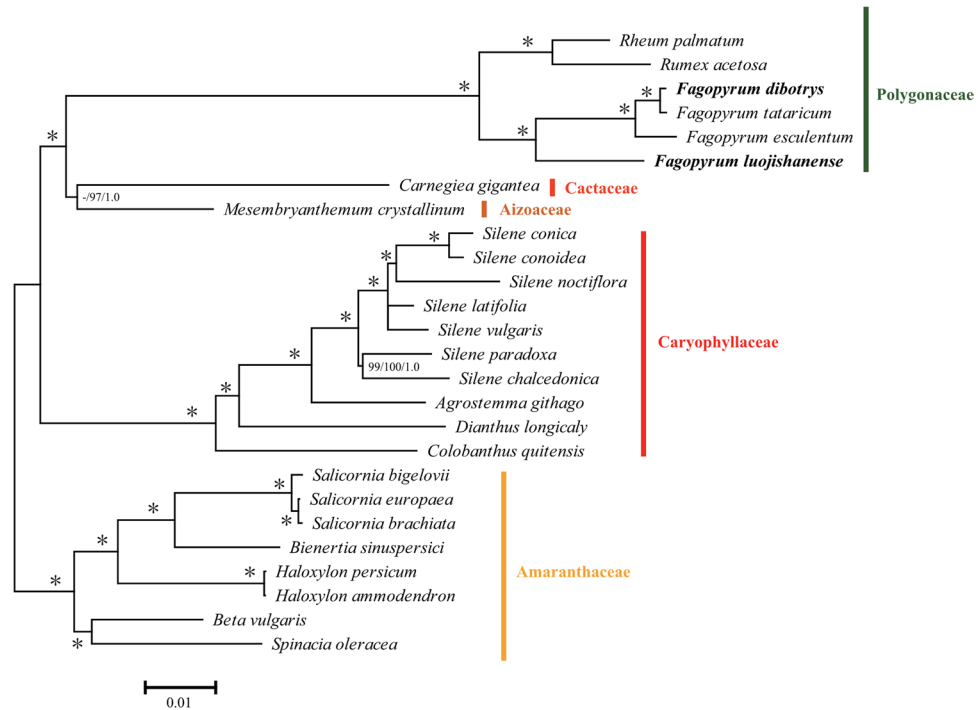 *
Rheum palmatum
Rumex acetosa
*
*
Fagopyrum dibotrys
Polygonaceae
*
Fagopyrum tataricum
*
Fagopyrum esculentum
*
Fagopyrum luojishanense
-/97/1.0
Carnegiea gigantea
Cactaceae
Mesembryanthemum crystallinum
Aizoaceae
*
Silene conica
*
Silene conoidea
*
Silene noctiflora
*
Silene latifolia
Silene vulgaris
Caryophyllaceae
*
Silene paradoxa
99/100/1.0
Silene chalcedonica
*
Agrostemma githago
*
Dianthus longicaly
Colobanthus quitensis
*
Salicornia bigelovii
*
Salicornia europaea
*
Salicornia brachiata
*
Bienertia sinuspersici
*
Haloxylon persicum
Amaranthaceae
*
Haloxylon ammodendron
Beta vulgaris
*
Spinacia oleracea
0.01